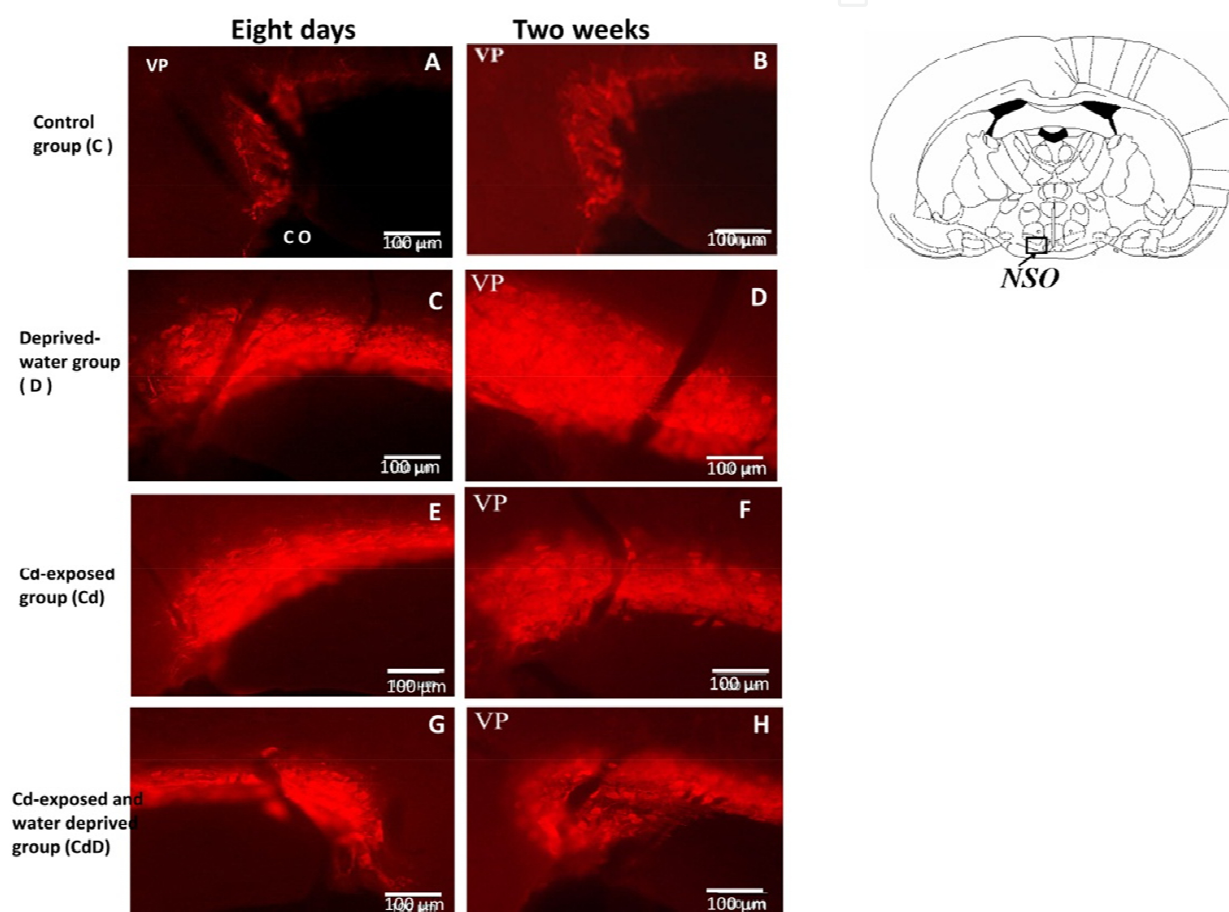 Eight days
Two weeks
Control
group (C )
VP
A
C O
100 µm
VP
B
100 µm
NSO
Deprived-
water group
( D )
C
100 µm
VP
D
100 µm
Cd-exposed
group (Cd)
E
100 µm
VP
F
100 µm
Cd-exposed and
water deprived
group (CdD)
G
100 µm
VP
H
100 µm